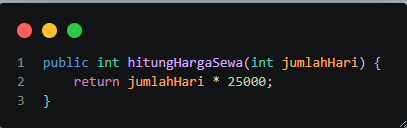 1 public int hitungHargaSewa(int jumlahHari) {
2     return jumlahHari * 25000;
3 }